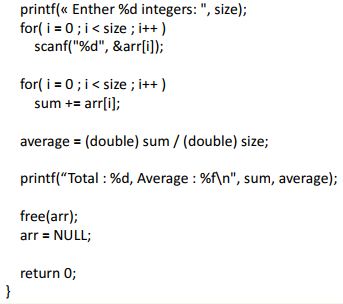 printf(« Enther %d integers: ", size);
for( i = 0 ; i < size ; i++ )
scanf("%d", &arr[i]);
for( i = 0 ; i < size ; i++ )
sum += arr[i];
average = (double) sum / (double) size;
printf(“Total : %d, Average : %f\n", sum, average);
free(arr);
arr = NULL;
return 0;
}